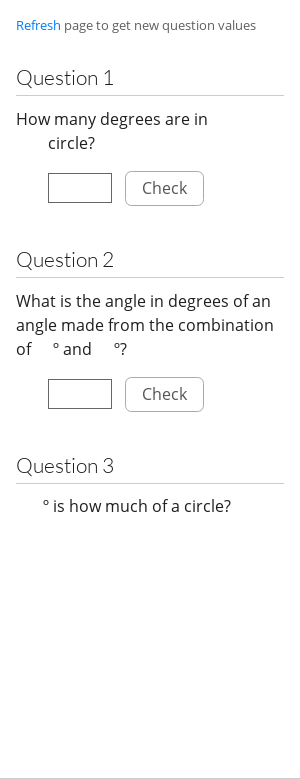 Refresh page to get new question values
Question 1
How many degrees are in
circle?
Check
Question 2
What is the angle in degrees of an
angle made from the combination
of ° and °?
Check
Question 3
° is how much of a circle?